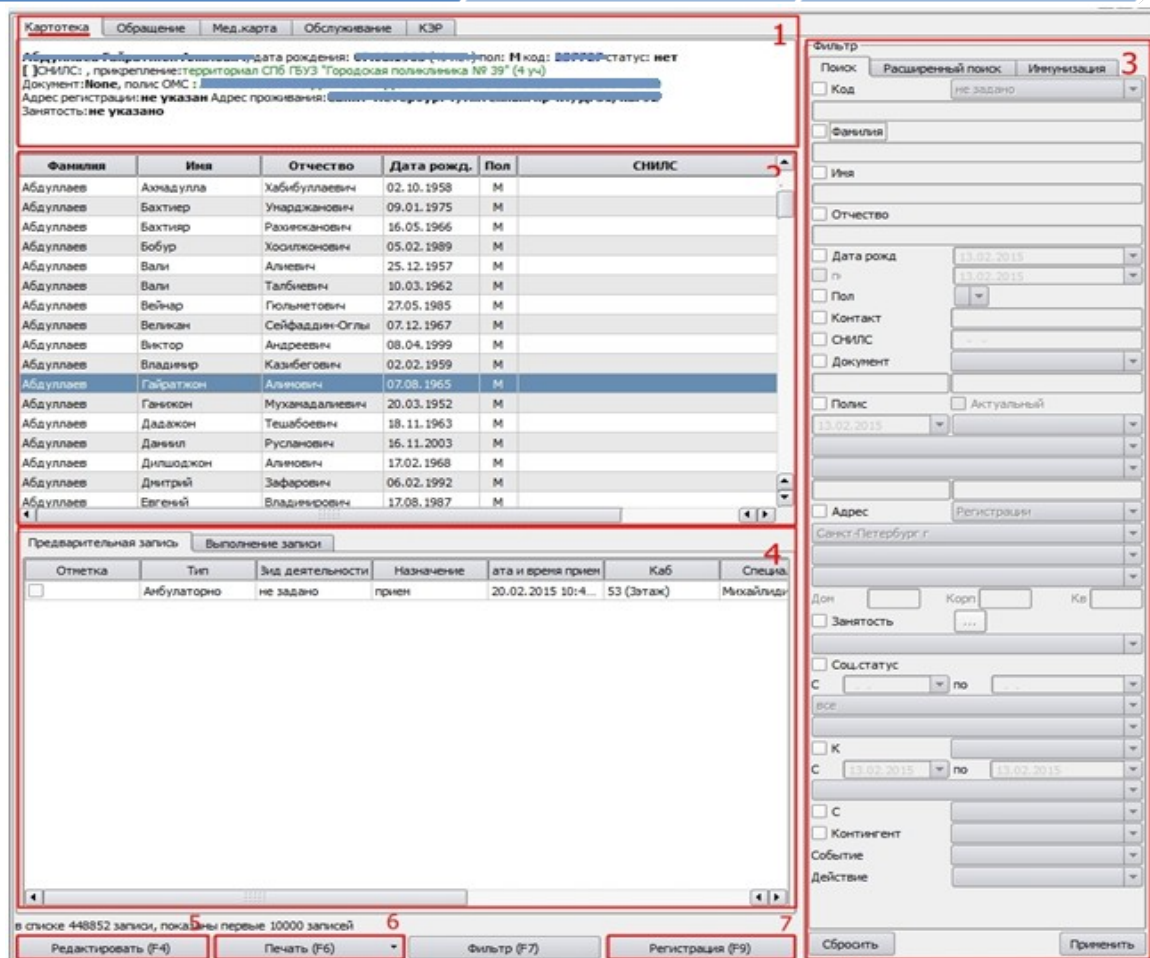 Картотека Обращение Мед.карта Обслуживание КЭР 1
дата рождения: пол: М код: статус: нет
[ ]СНИЛС: , прикрепление:территориал СПб ГБУЗ "Городская поликлиника № 39" (4 уч)
Документ:None, полис ОМС :
Адрес регистрации:не указан Адрес проживания:
Занятость:не указано
Фамилия Имя Отчество Дата рожд. Пол СНИЛС 2
Абдуллаев Ахмадулла Хабибуллаевич 02.10.1958 М
Абдуллаев Бахтиер Умарджанович 09.01.1975 М
Абдуллаев Бахтияр Рахимжанович 16.05.1966 М
Абдуллаев Бобур Хосилжонович 05.02.1989 М
Абдуллаев Вали Алиевич 25.12.1957 М
Абдуллаев Вали Талбиевич 10.03.1962 М
Абдуллаев Вейнар Гюльметович 27.05.1985 М
Абдуллаев Великан Сейфаддин-Оглы 07.12.1967 М
Абдуллаев Виктор Андреевич 08.04.1999 М
Абдуллаев Владимир Казибегович 02.02.1959 М
Абдуллаев Гайратжон Алимович 07.08.1965 М
Абдуллаев Ганижон Мухамадалиевич 20.03.1952 М
Абдуллаев Дадажон Тешабоевич 18.11.1963 М
Абдуллаев Даниил Русланович 16.11.2003 М
Абдуллаев Дилшоджон Алимович 17.02.1968 М
Абдуллаев Дмитрий Зафарович 06.02.1992 М
Абдуллаев Евгений Владимирович 17.08.1987 М
Предварительная запись Выполнение записи 4
Отметка Тип Вид деятельности Назначение ата и время прием Каб Специа.
Амбулаторно не задано прием 20.02.2015 10:4... 53 (3этаж) Михайлиди
в списке 448852 записи, показаны первые 10000 записей
5 6 7
Редактировать (F4) Печать (F6) Фильтр (F7) Регистрация (F9)
Фильтр
Поиск Расширенный поиск Иммунизация 3
Код не задано
Фамилия
Имя
Отчество
Дата рожд 13.02.2015
п 13.02.2015
Пол
Контакт
СНИЛС - -
Документ
Полис Актуальный
13.02.2015
Адрес Регистрации
Санкт-Петербург г
Дом Корп Кв
Занятость ...
Соц.статус
С . . по . .
все
К
С 13.02.2015 по 13.02.2015
С
Контингент
Событие
Действие
Сбросить Применить